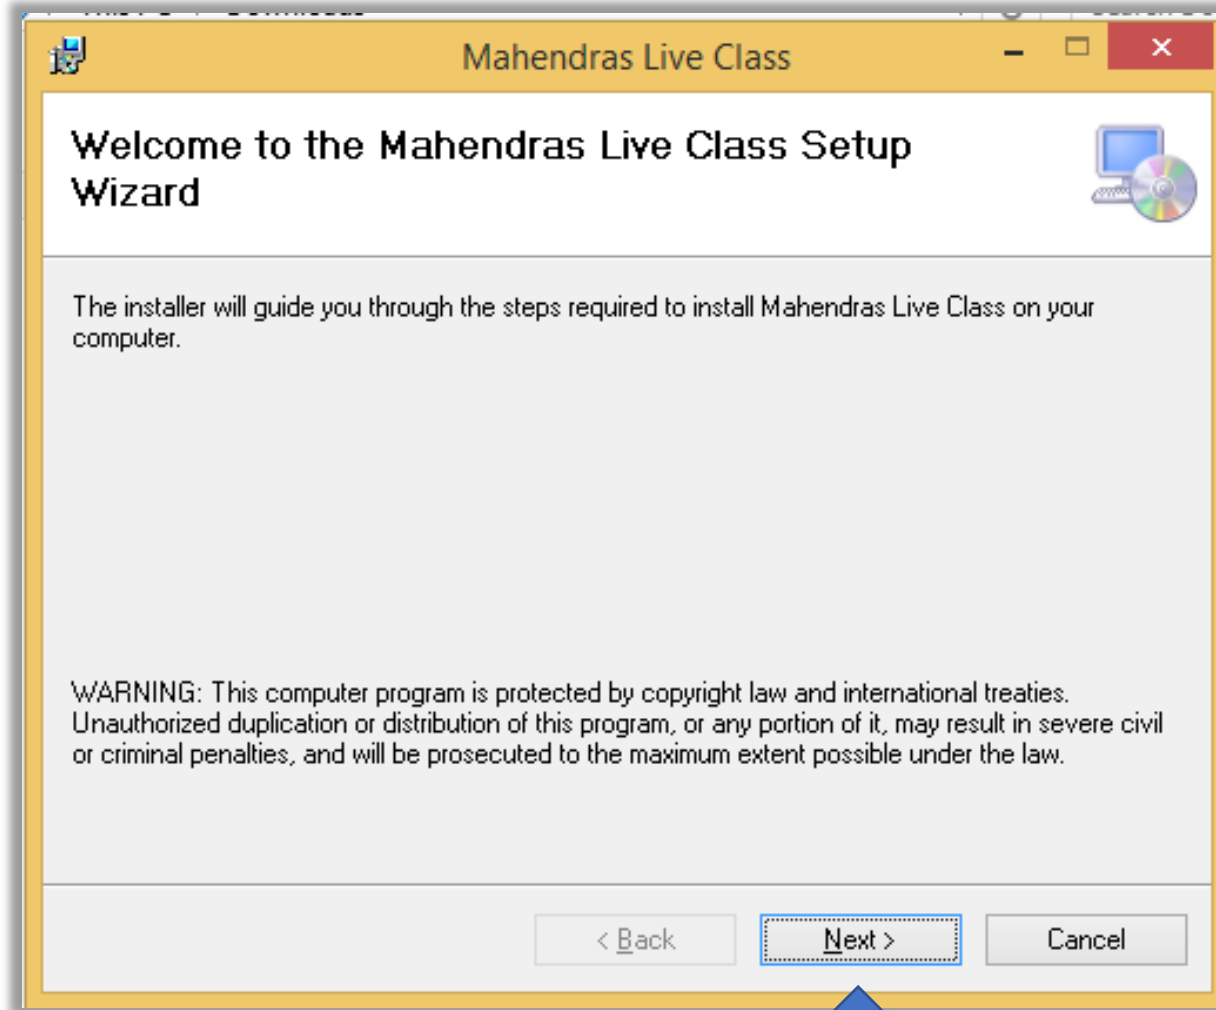 Mahendras Live Class
Welcome to the Mahendras Live Class Setup
Wizard
The installer will guide you through the steps required to install Mahendras Live Class on your
computer.
WARNING: This computer program is protected by copyright law and international treaties.
Unauthorized duplication or distribution of this program, or any portion of it, may result in severe civil
or criminal penalties, and will be prosecuted to the maximum extent possible under the law.
< Back
Next >
Cancel